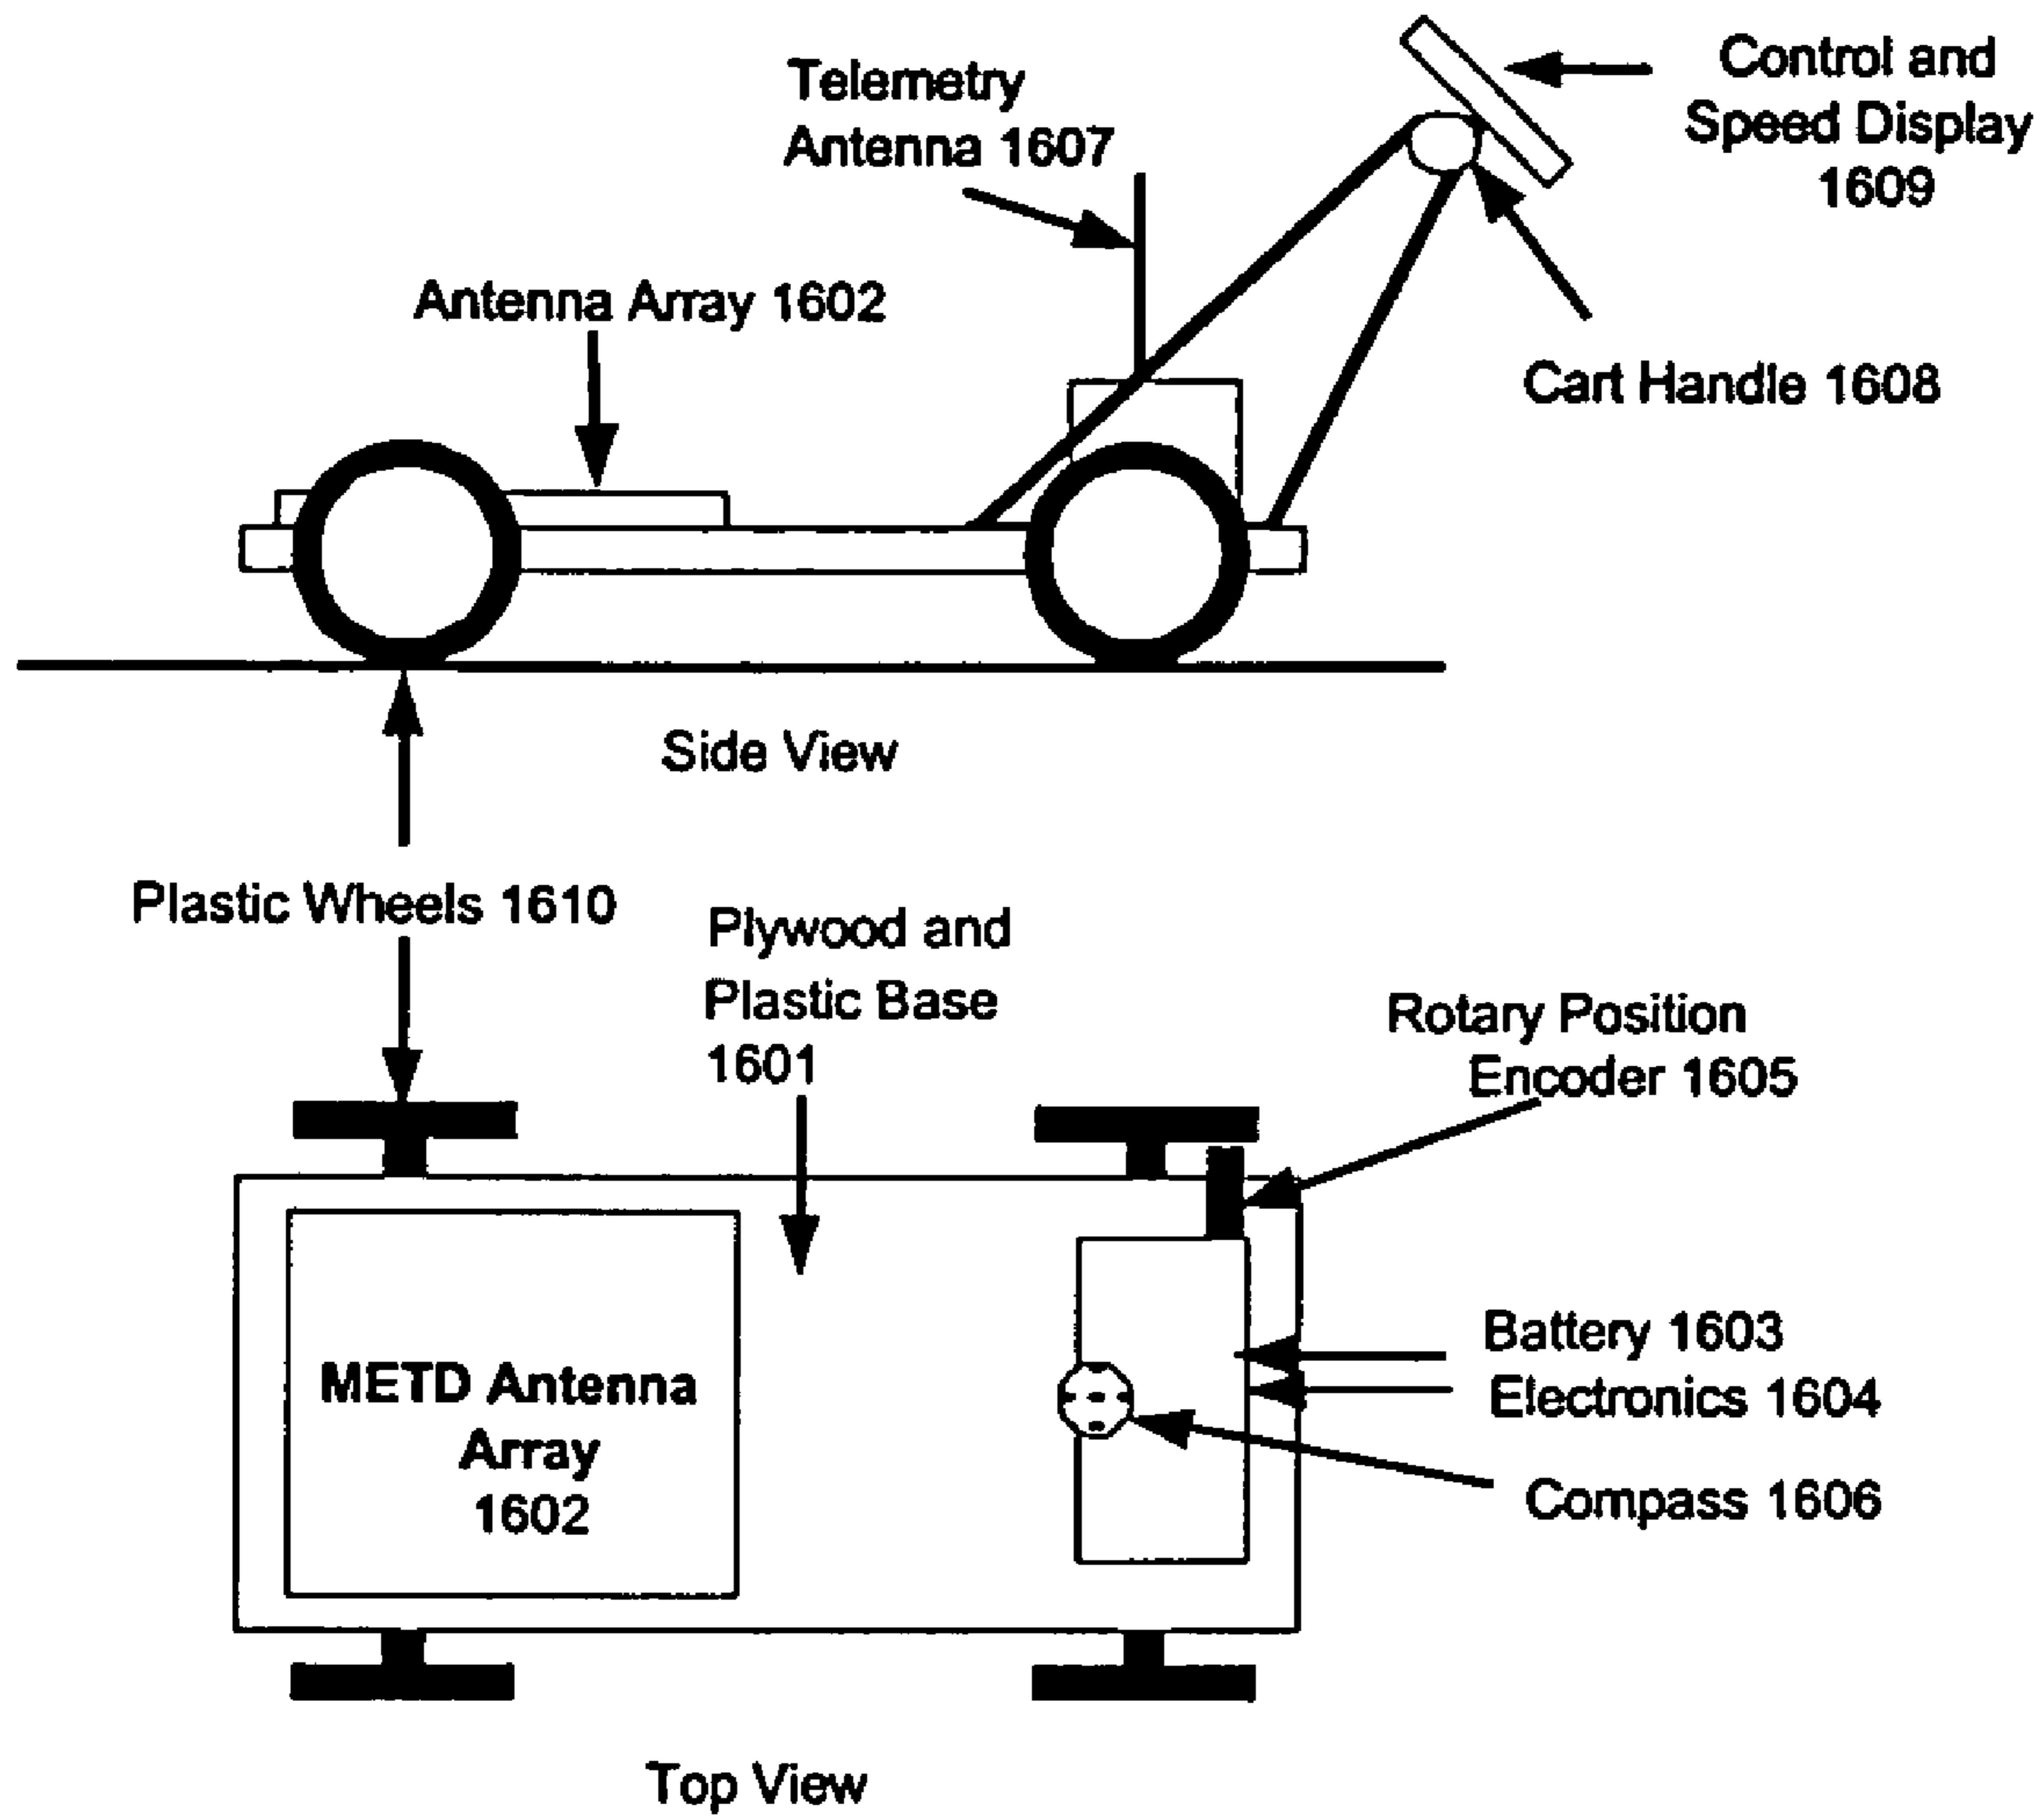 Control and
Speed Display
1609
Telemetry
Antenna 1607
Antenna Array 1602
Cart Handle 1608
Side View
Plastic Wheels 1610
Plywood and
Plastic Base
1601
Rotary Position
Encoder 1605
Battery 1603
METD Antenna
Array
1602
Electronics 1604
Compass 1606
Top View